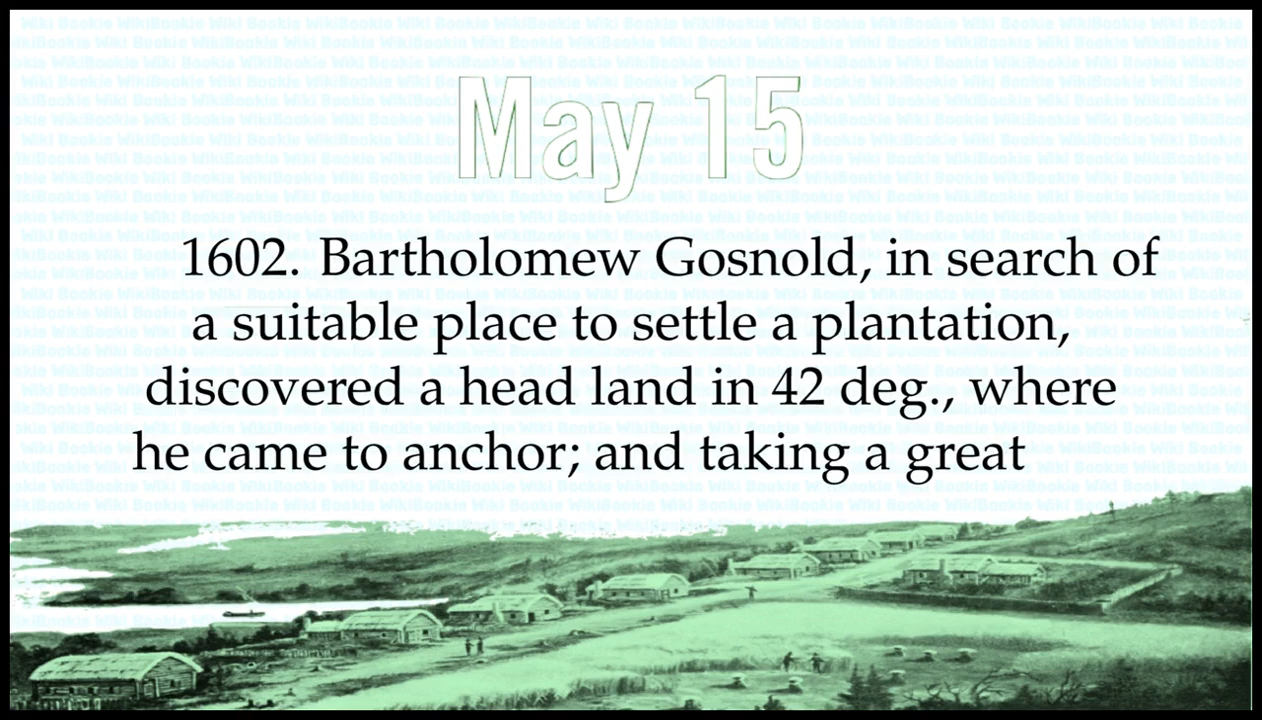 May 15
1602. Bartholomew Gosnold, in search of
a suitable place to settle a plantation,
discovered a head land in 42 deg., where
he came to anchor; and taking a great